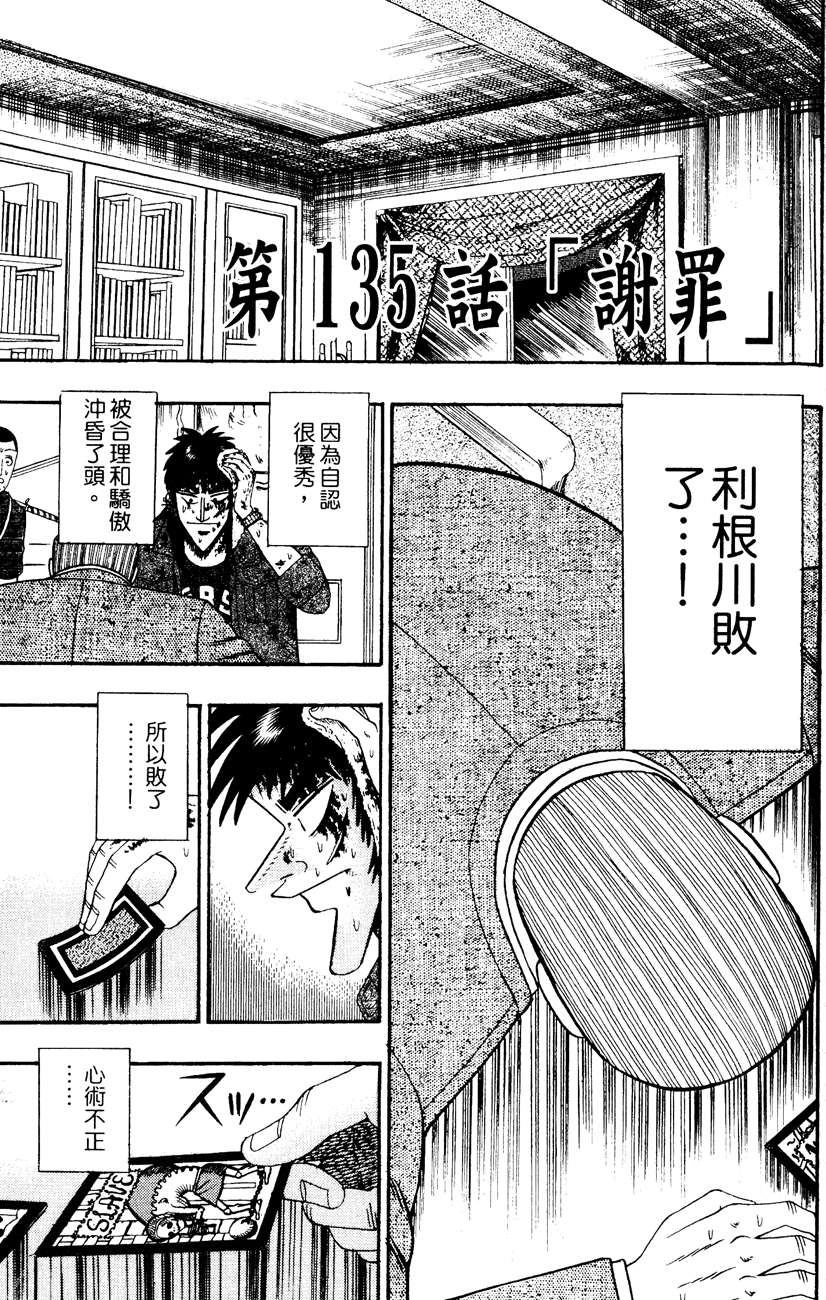 第135話「謝罪」
利根川敗
了…！
因為自認
很優秀，
被合理和驕傲
沖昏了頭。
ERS
所以敗了
………！
スッ…
SLAVE
心術不正
……